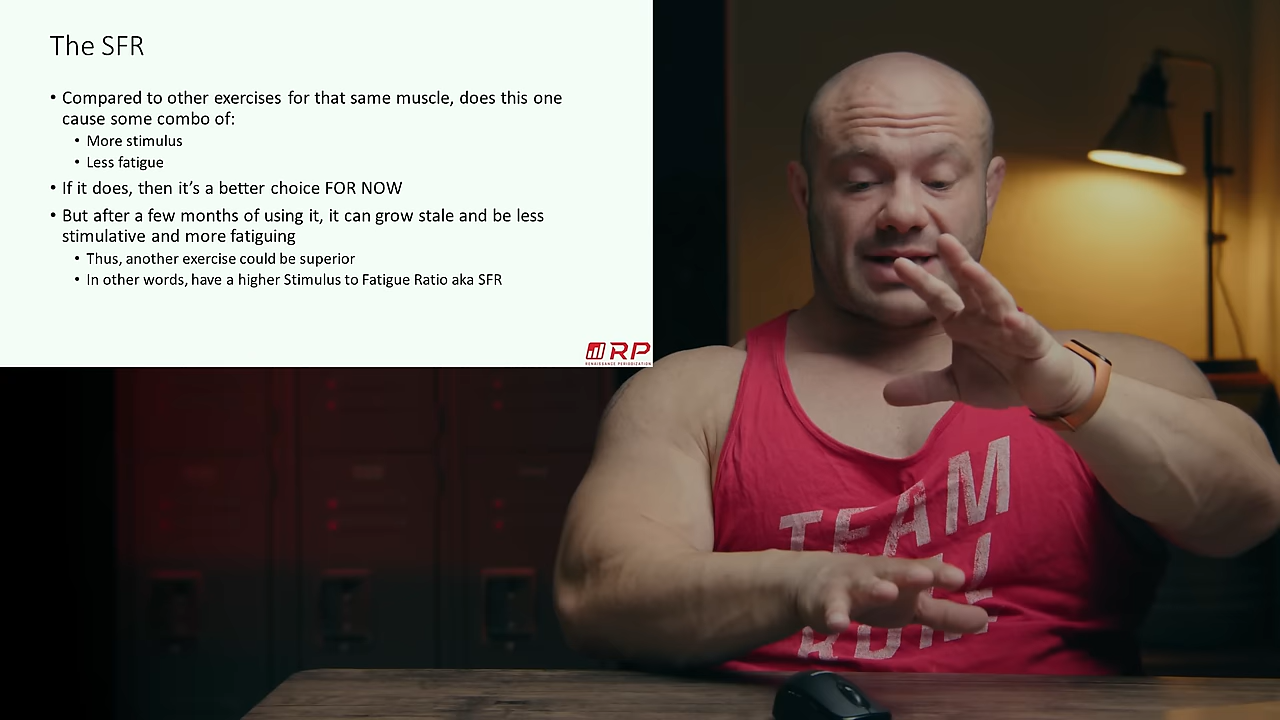 The SFR
• Compared to other exercises for that same muscle, does this one
cause some combo of:
• More stimulus
• Less fatigue
• If it does, then it's a better choice FOR NOW
• But after a few months of using it, it can grow stale and be less
stimulative and more fatiguing
• Thus, another exercise could be superior
• In other words, have a higher Stimulus to Fatigue Ratio aka SFR
RP
RENAISSANCE PERIODIZATION
TEAM